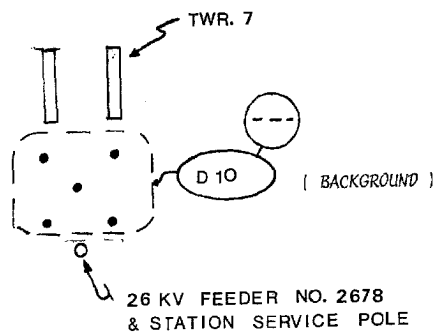 TWR. 7
D 10
( BACKGROUND )
26 KV FEEDER NO. 2678
& STATION SERVICE POLE